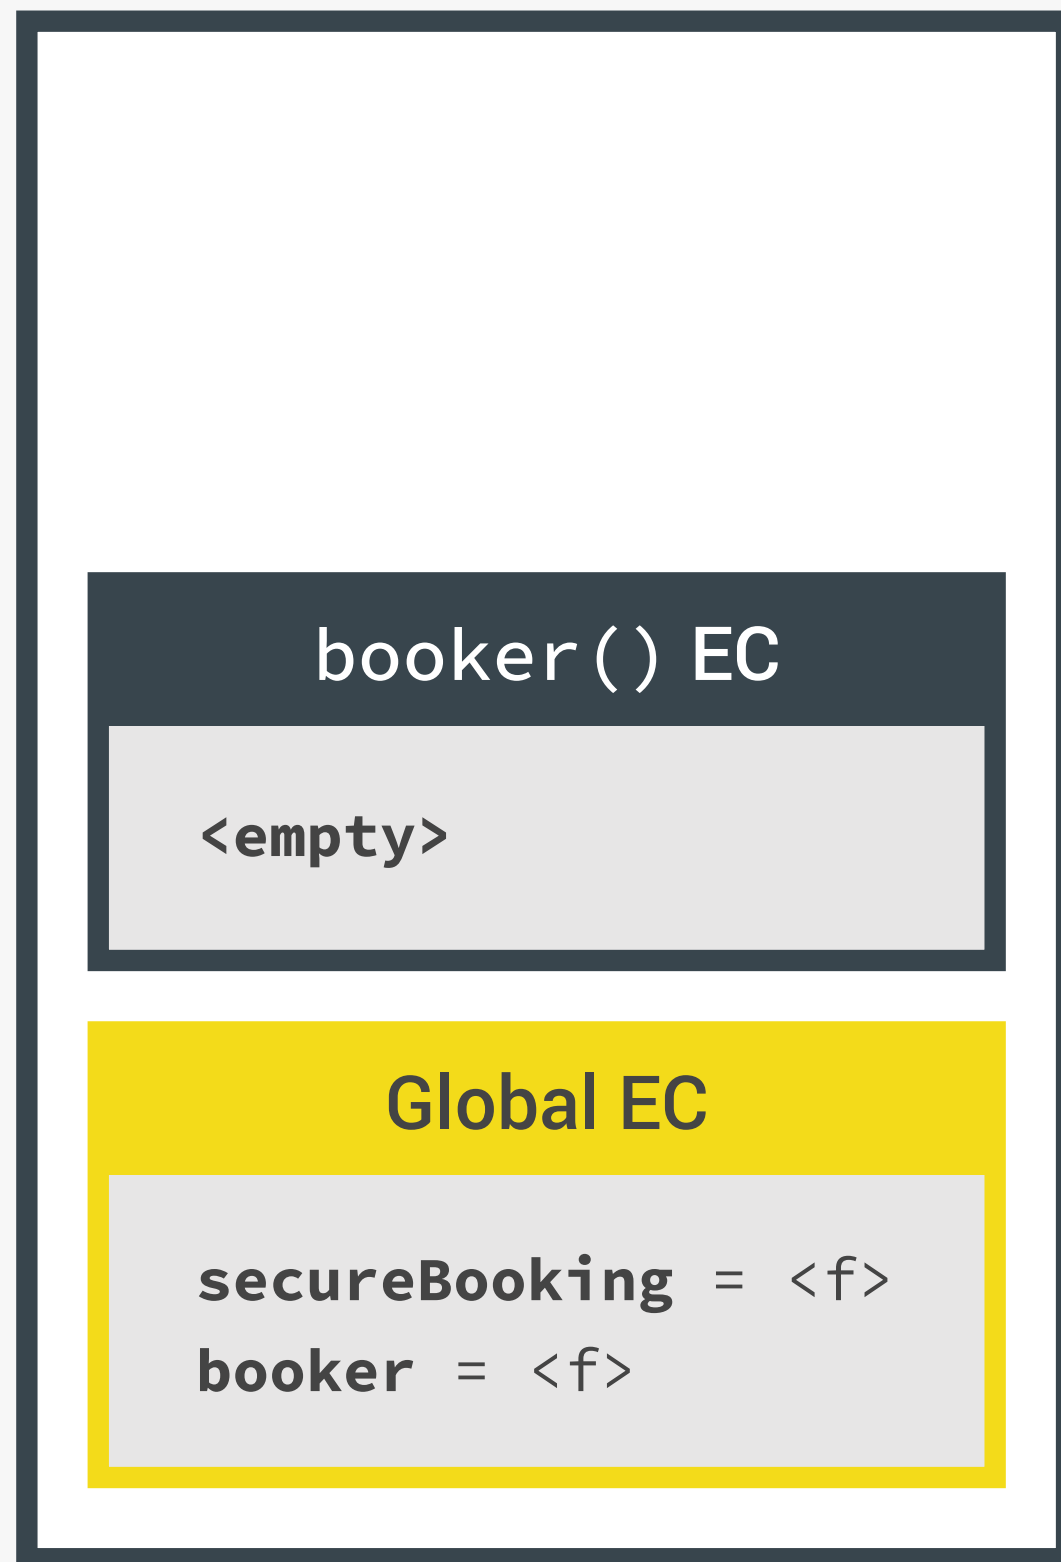 booker() EC
<empty>
Global EC
secureBooking = <f>
booker = <f>